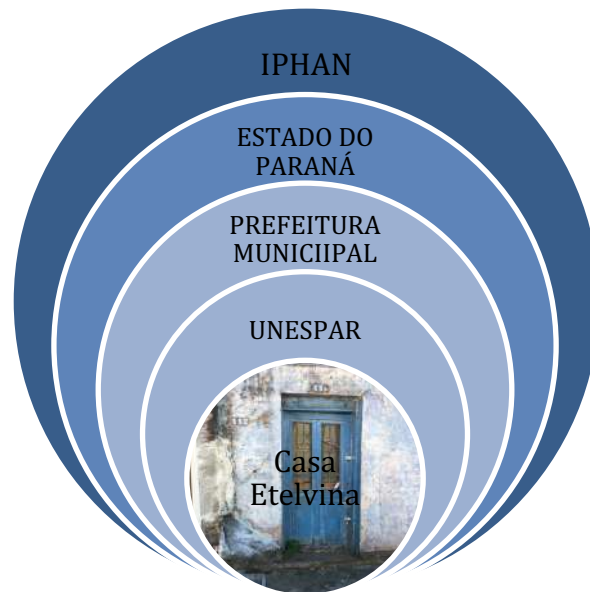 IPHAN
ESTADO DO
PARANÁ
PREFEITURA
MUNICIIPAL
UNESPAR
Casa
Etelvina